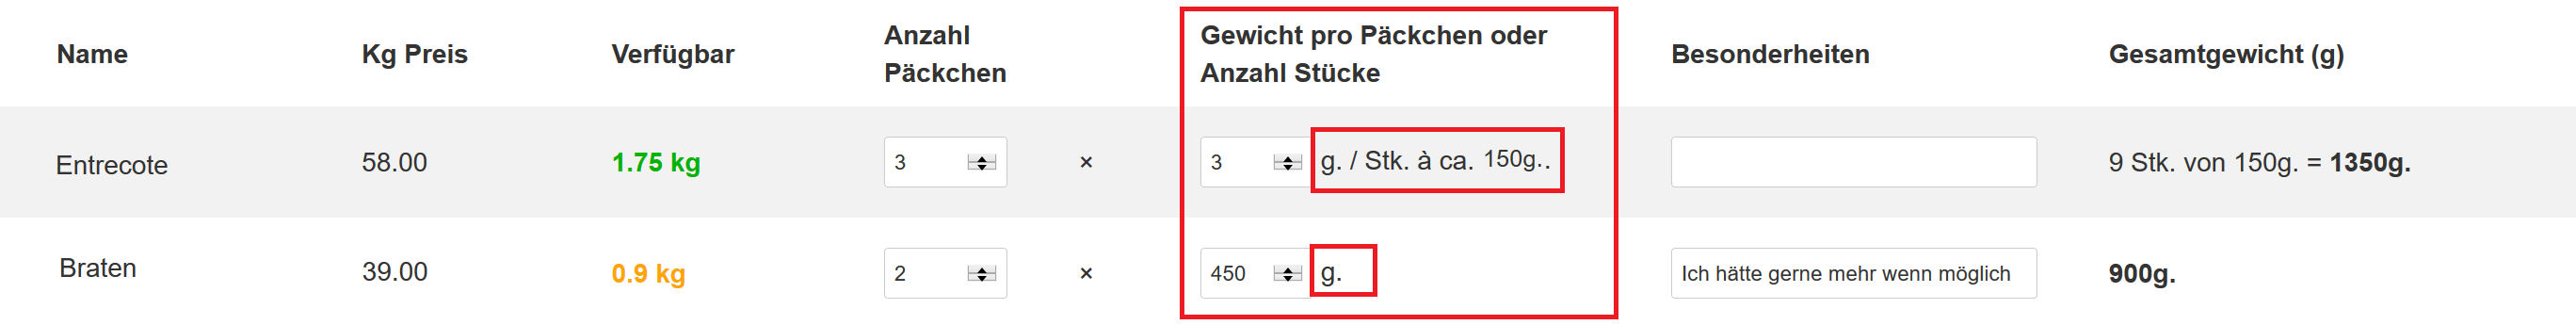 Name Kg Preis Verfügbar Anzahl Päckchen Gewicht pro Päckchen oder Anzahl Stücke Besonderheiten Gesamtgewicht (g)
Entrecote 58.00 1.75 kg 3 × 3 g. / Stk. à ca. 150g.. 9 Stk. von 150g. = 1350g.
Braten 39.00 0.9 kg 2 × 450 g. Ich hätte gerne mehr wenn möglich 900g.